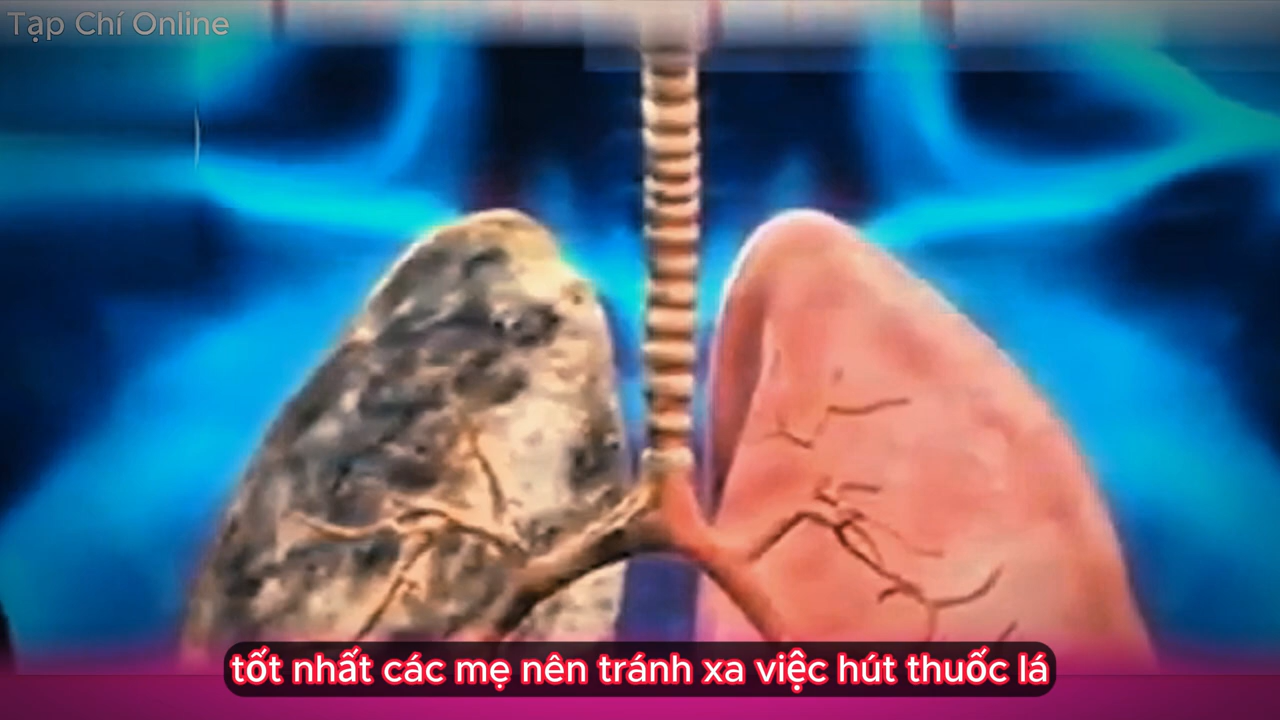 Tạp Chí Online
tốt nhất các mẹ nên tránh xa việc hút thuốc lá